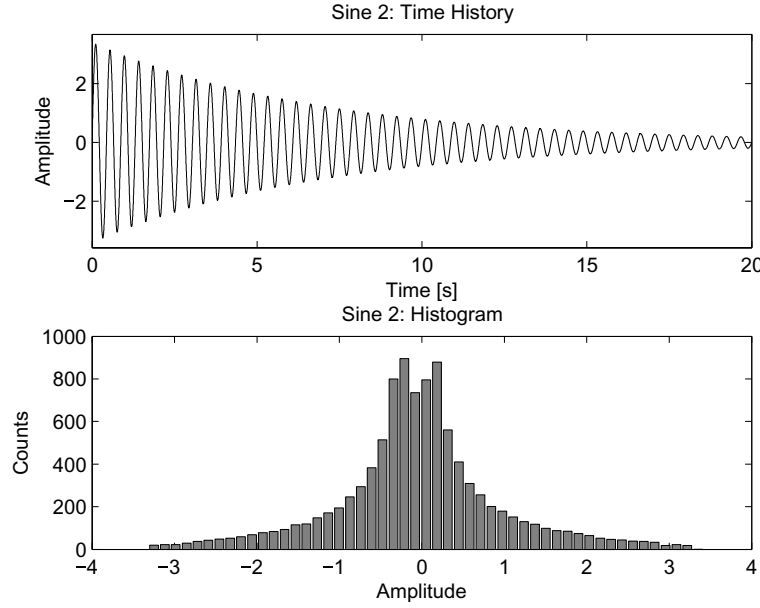 Sine 2: Time History
2
0
−2
Amplitude
0 5 10 15 20
Time [s]
Sine 2: Histogram
1000
800
600
400
200
0
Counts
−4 −3 −2 −1 0 1 2 3 4
Amplitude